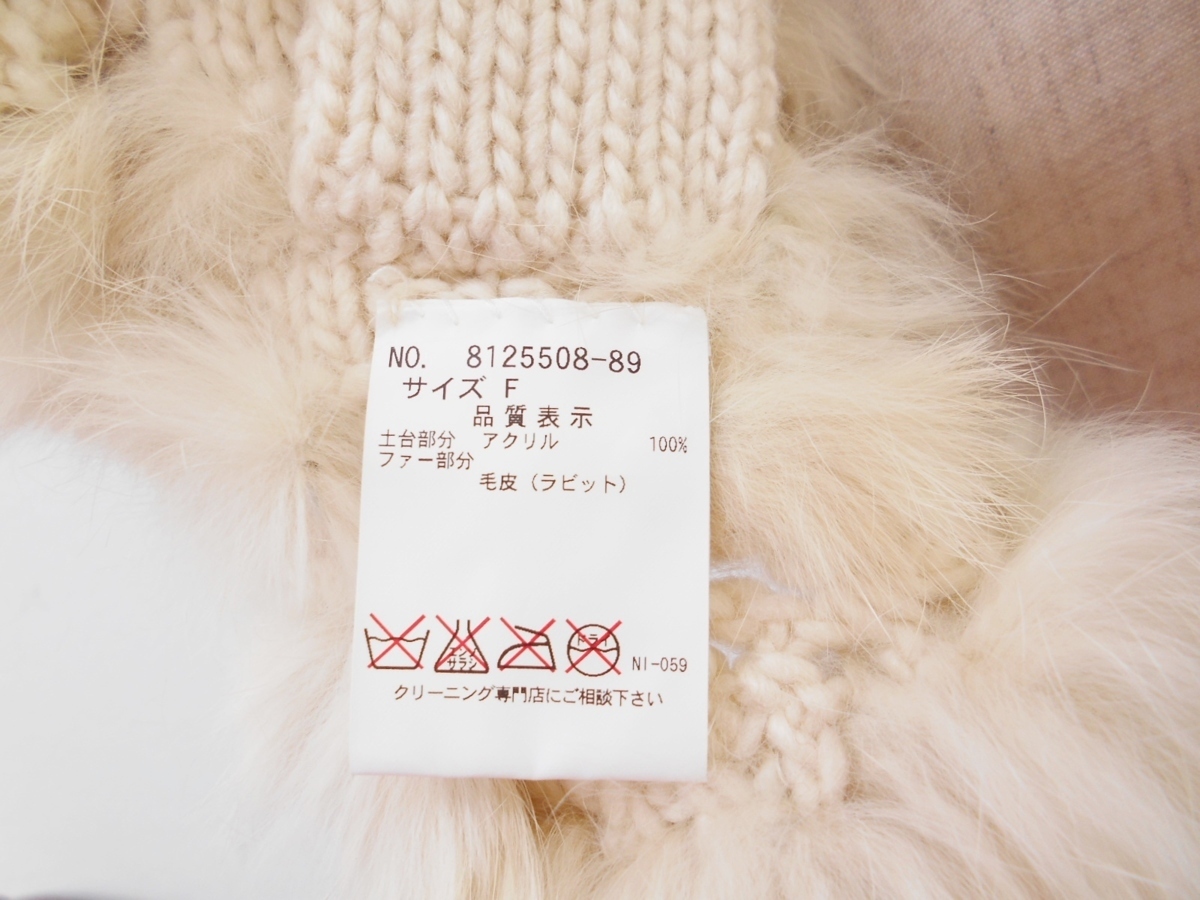 NO. 8125508-89
サイズ F
品質表示
土台部分 アクリル 100%
ファー部分
毛皮（ラビット）
エンソ
サラシ
ドライ
NI-059
クリーニング専門店にご相談下さい